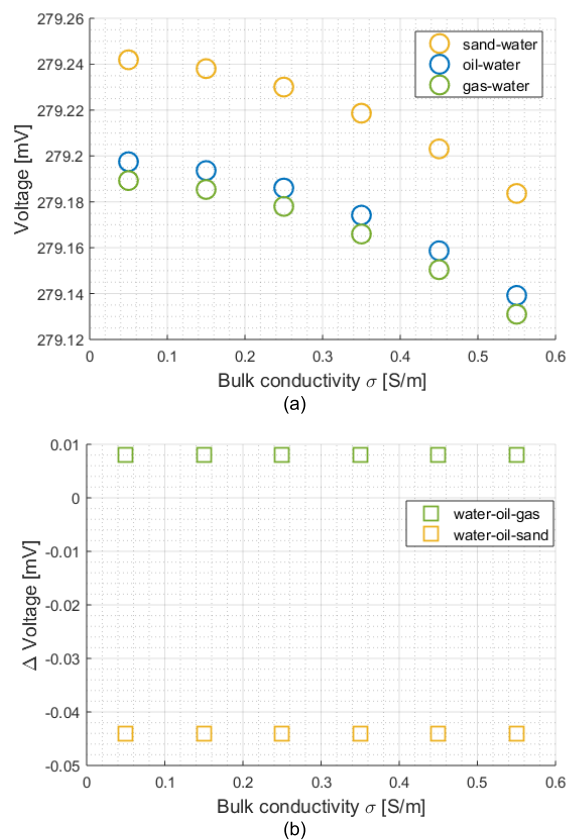 279.26
279.24
279.22
279.2
279.18
279.16
279.14
279.12
Voltage [mV]
sand-water
oil-water
gas-water
0 0.1 0.2 0.3 0.4 0.5 0.6
Bulk conductivity σ [S/m]
(a)
0.01
0
-0.01
-0.02
-0.03
-0.04
-0.05
Δ Voltage [mV]
water-oil-gas
water-oil-sand
0 0.1 0.2 0.3 0.4 0.5 0.6
Bulk conductivity σ [S/m]
(b)